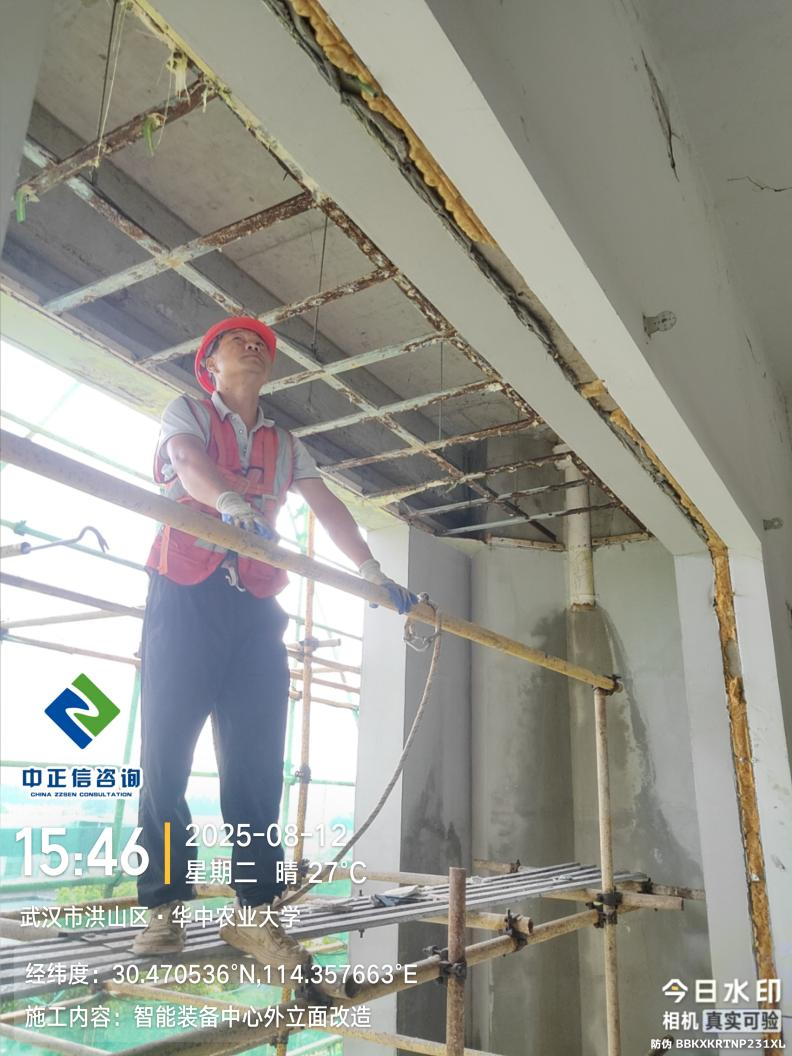 中正信咨询
CHINA ZZSEN CONSULTATION
15:46
2025-08-12
星期二 晴 27℃
武汉市洪山区·华中农业大学
经纬度：30.470536°N,114.357663°E
施工内容：智能装备中心外立面改造
今日水印
相机 真实可验
防伪 BBKXKRTNP231XL